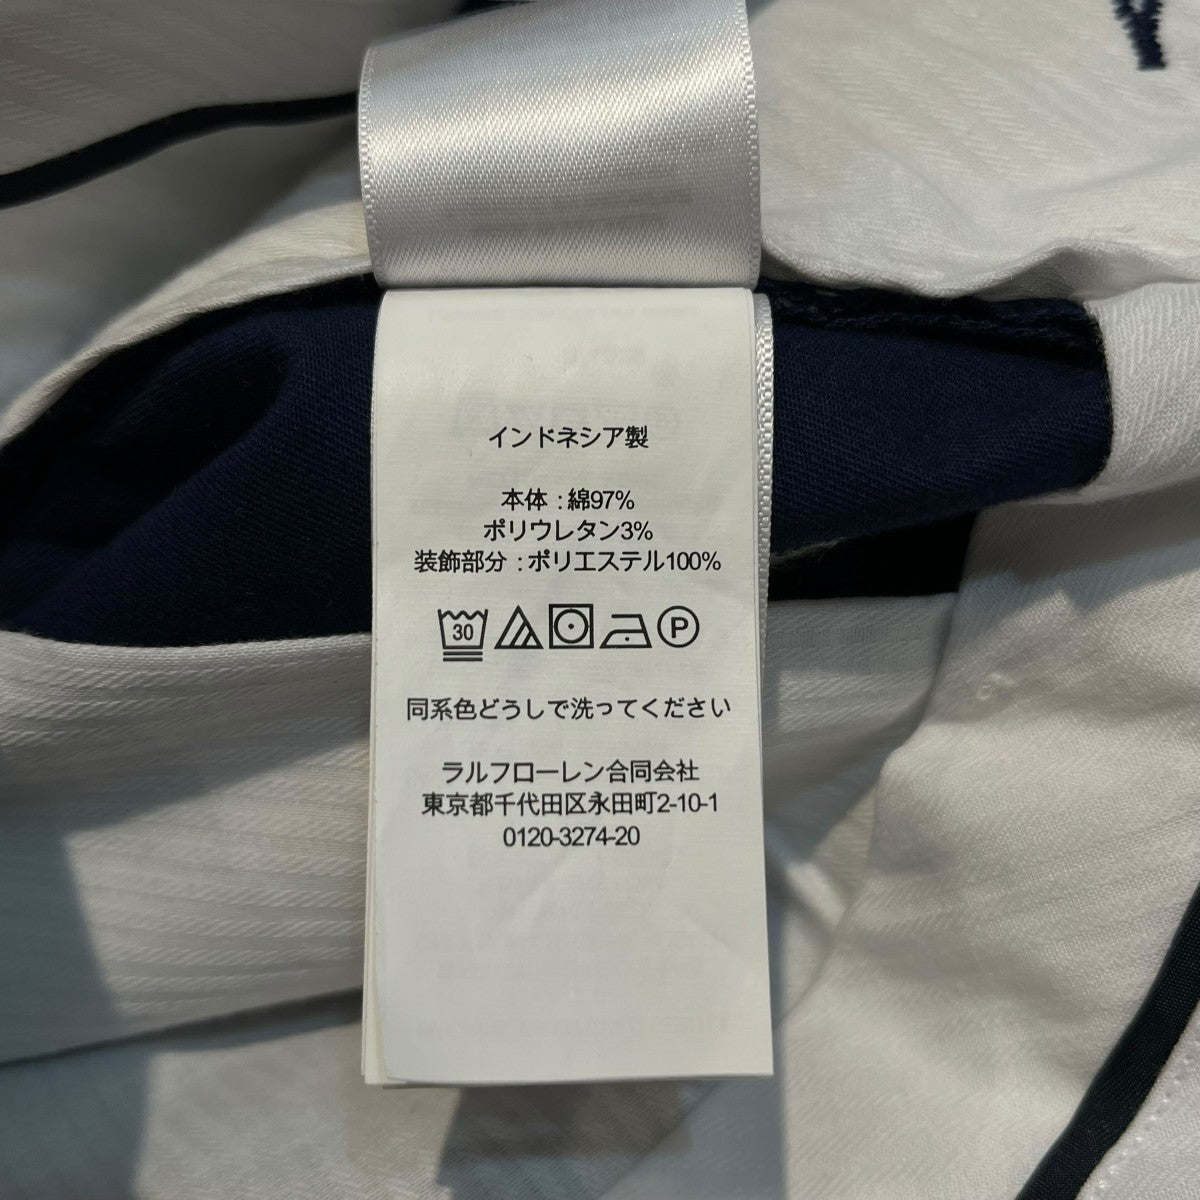 インドネシア製
本体 : 綿97%
ポリウレタン3%
装飾部分 : ポリエステル100%
30 P
同系色どうしで洗ってください
ラルフローレン合同会社
東京都千代田区永田町2-10-1
0120-3274-20